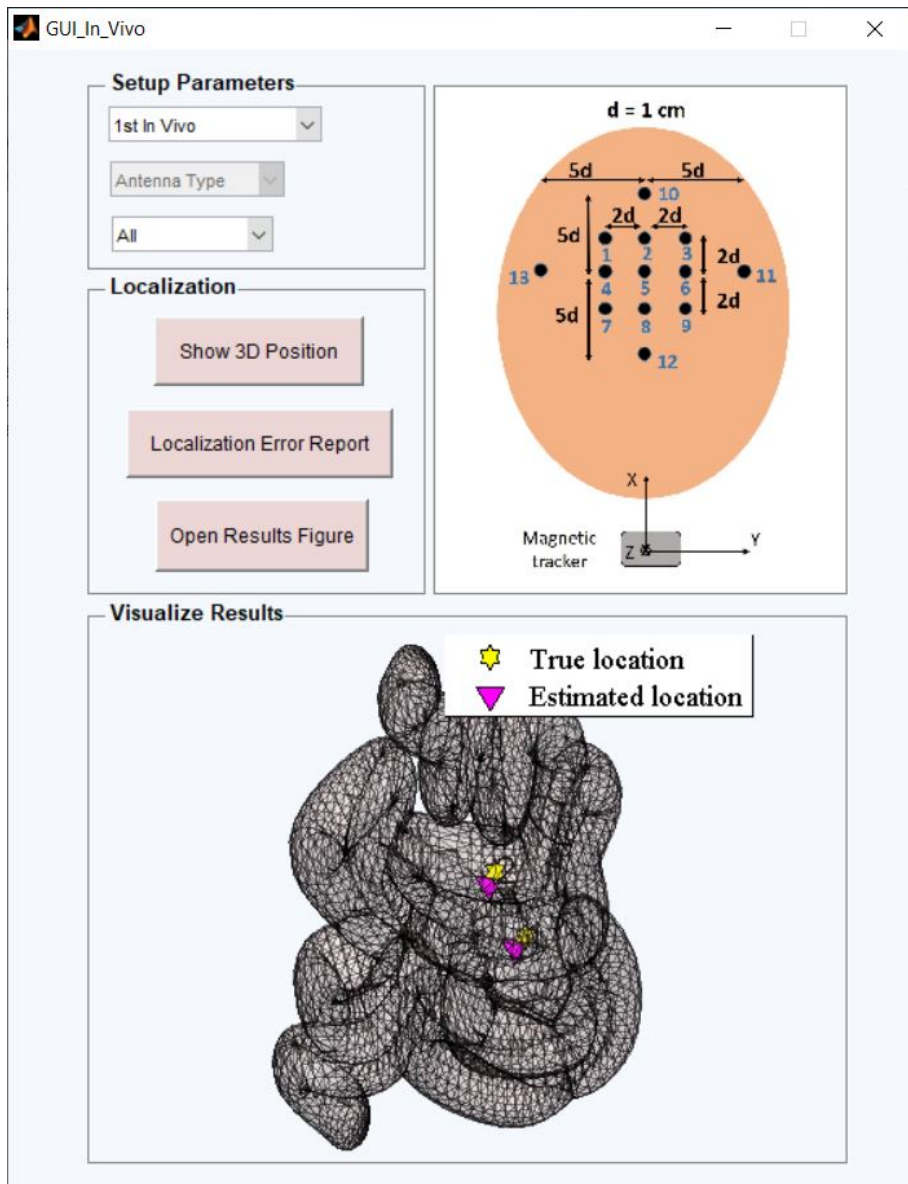 GUI_In_Vivo
Setup Parameters
1st In Vivo
Antenna Type
All
Localization
Show 3D Position
Localization Error Report
Open Results Figure
d = 1 cm
5d 5d
10
2d 2d
5d
1 2 3 2d
13 11
4 5 6
5d 2d
7 8 9
12
X
Magnetic
tracker
Z Y
Visualize Results
True location
Estimated location